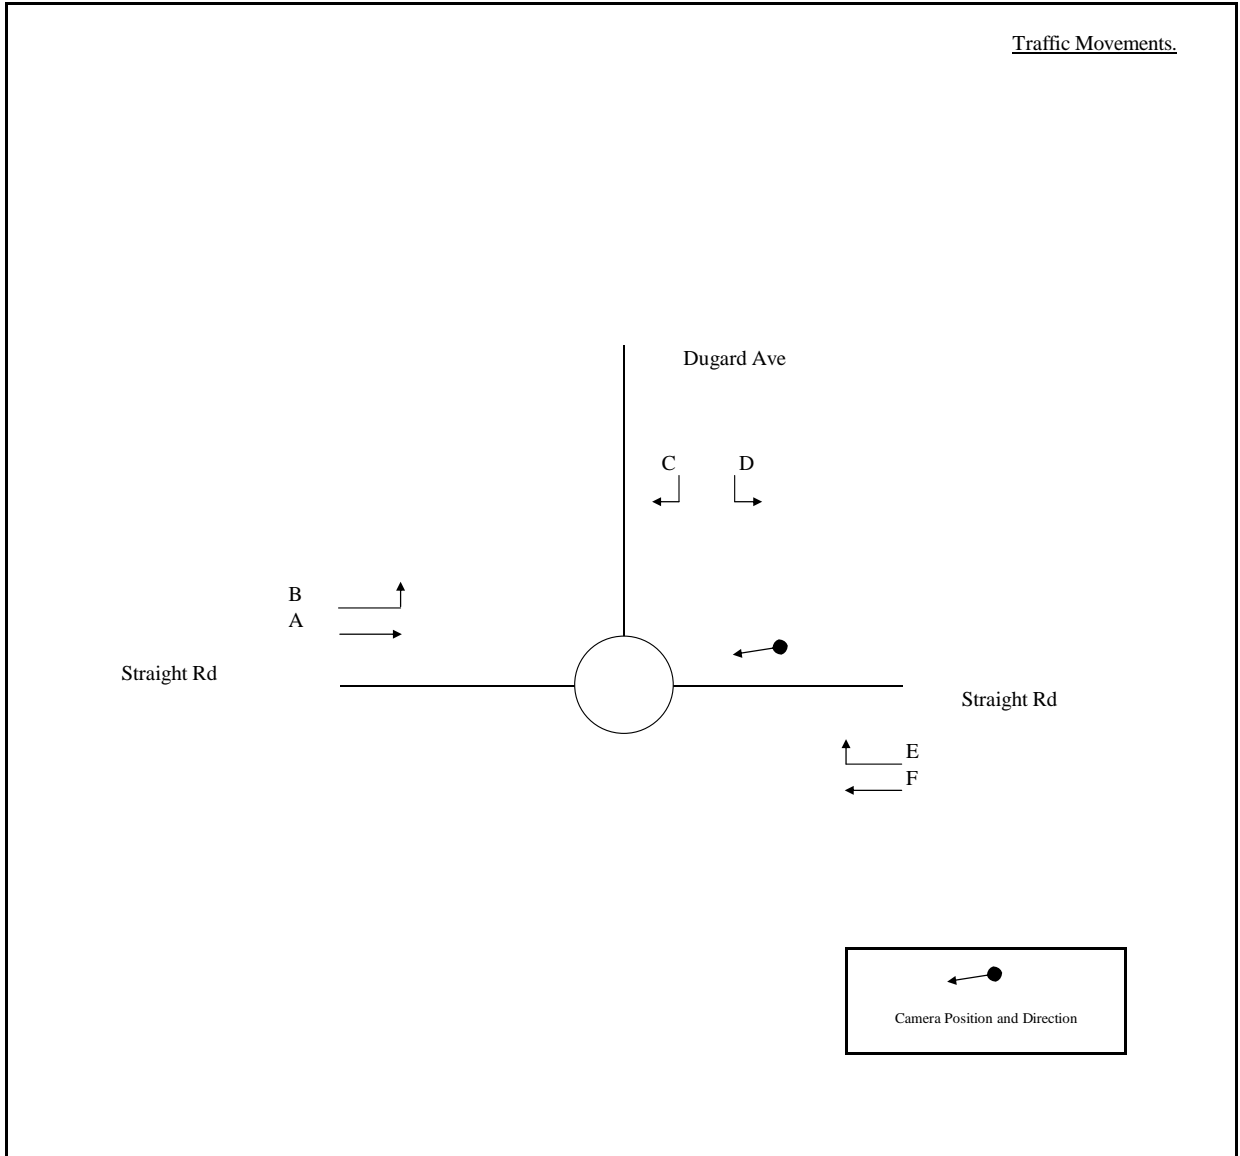 Traffic Movements.
Dugard Ave
C D
B
A
Straight Rd
Straight Rd
E
F
Camera Position and Direction